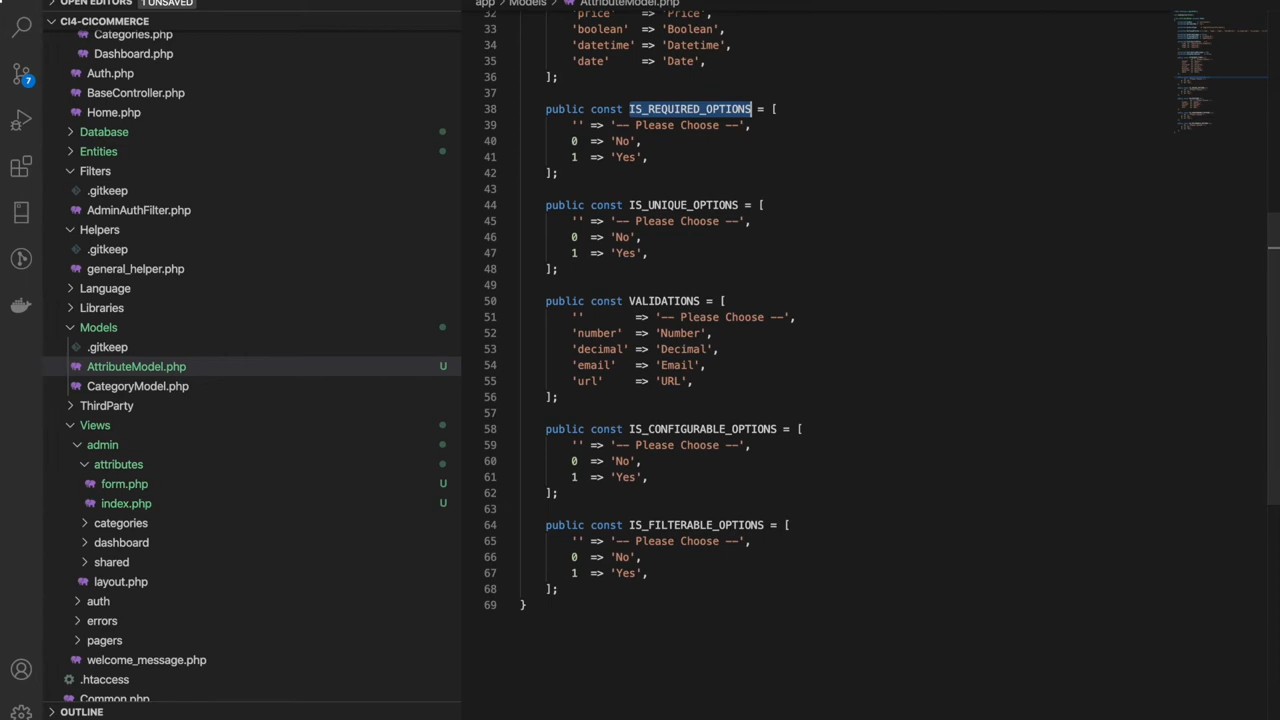 OPEN EDITORS 1 UNSAVED
CI4-CICOMMERCE
Categories.php
Dashboard.php
Auth.php
BaseController.php
Home.php
Database
Entities
Filters
.gitkeep
AdminAuthFilter.php
Helpers
.gitkeep
general_helper.php
Language
Libraries
Models
.gitkeep
AttributeModel.php U
CategoryModel.php
ThirdParty
Views
admin
attributes
form.php U
index.php U
categories
dashboard
shared
layout.php
auth
errors
pagers
welcome_message.php
.htaccess
Common.php
OUTLINE
7
app > Models > AttributeModel.php
32 'price' => 'Price',
33 'boolean' => 'Boolean',
34 'datetime' => 'Datetime',
35 'date' => 'Date',
36 ];
37
38 public const IS_REQUIRED_OPTIONS = [
39 '' => '-- Please Choose --',
40 0 => 'No',
41 1 => 'Yes',
42 ];
43
44 public const IS_UNIQUE_OPTIONS = [
45 '' => '-- Please Choose --',
46 0 => 'No',
47 1 => 'Yes',
48 ];
49
50 public const VALIDATIONS = [
51 '' => '-- Please Choose --',
52 'number' => 'Number',
53 'decimal' => 'Decimal',
54 'email' => 'Email',
55 'url' => 'URL',
56 ];
57
58 public const IS_CONFIGURABLE_OPTIONS = [
59 '' => '-- Please Choose --',
60 0 => 'No',
61 1 => 'Yes',
62 ];
63
64 public const IS_FILTERABLE_OPTIONS = [
65 '' => '-- Please Choose --',
66 0 => 'No',
67 1 => 'Yes',
68 ];
69 }